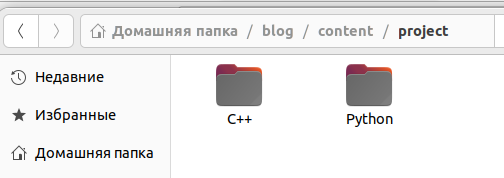 Домашняя папка / blog / content / project
Недавние
Избранные
Домашняя папка
C++
Python